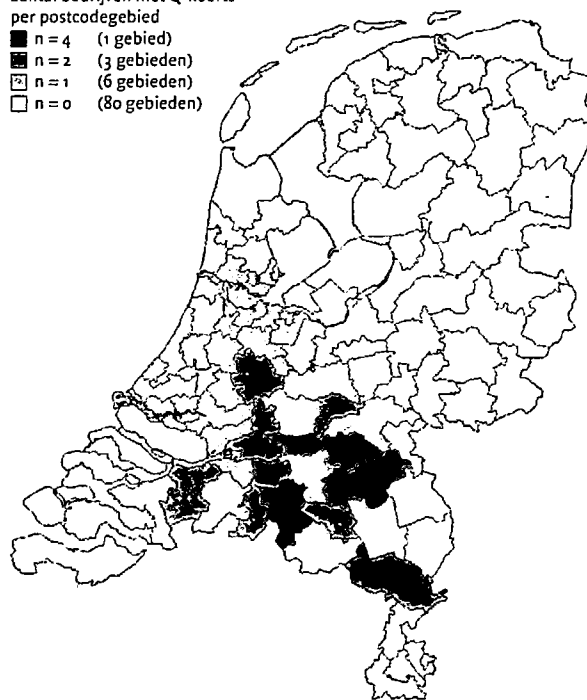 per postcodegebied
n = 4 (1 gebied)
n = 2 (3 gebieden)
n = 1 (6 gebieden)
n = 0 (80 gebieden)